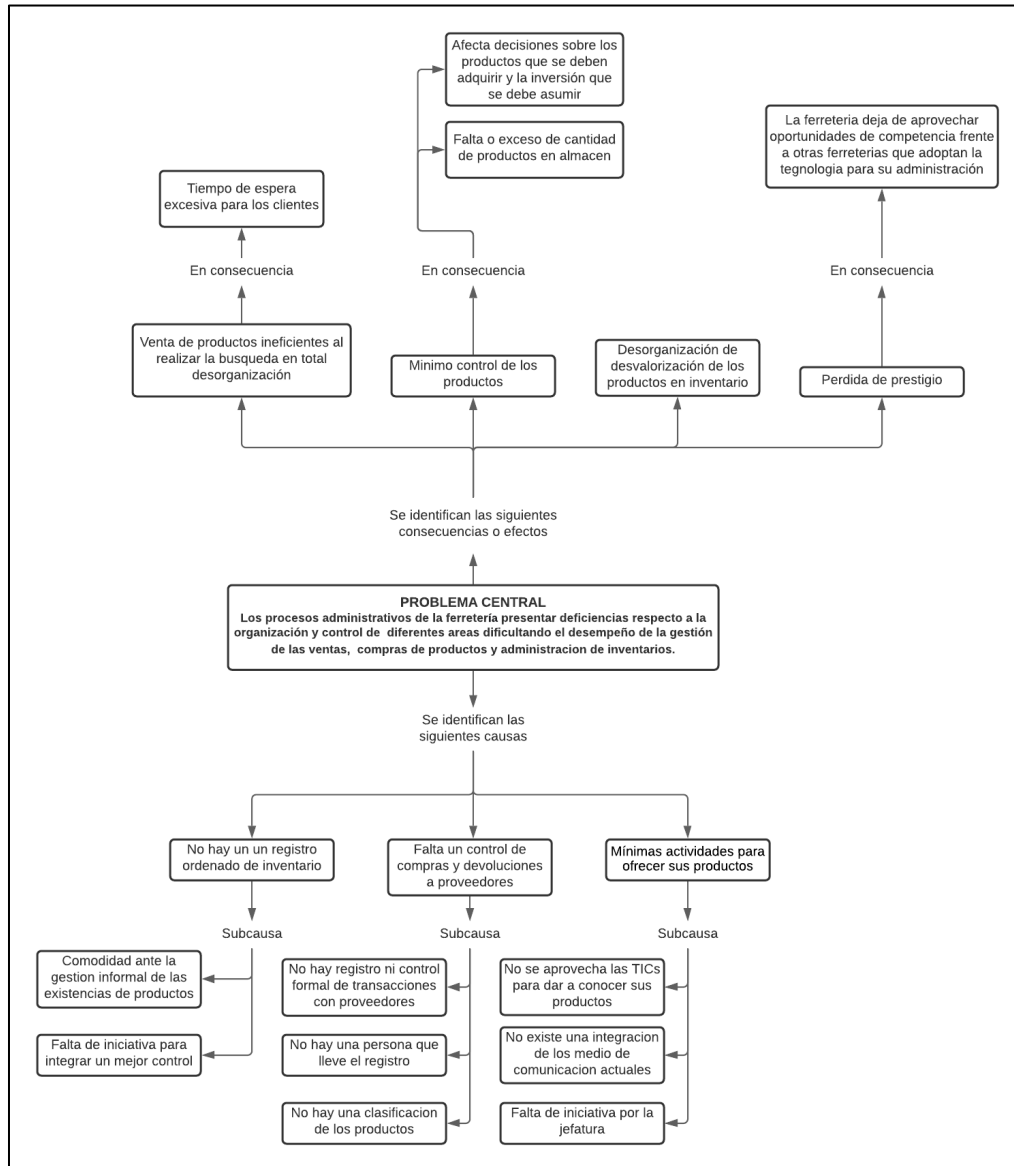 Afecta decisiones sobre los
productos que se deben
adquirir y la inversión que
se debe asumir
Falta o exceso de cantidad
de productos en almacen
La ferreteria deja de aprovechar
oportunidades de competencia frente
a otras ferreterias que adoptan la
tegnologia para su administración
Tiempo de espera
excesiva para los clientes
En consecuencia
En consecuencia
En consecuencia
Venta de productos ineficientes al
realizar la busqueda en total
desorganización
Minimo control de los
productos
Desorganización de
desvalorización de los
productos en inventario
Perdida de prestigio
Se identifican las siguientes
consecuencias o efectos
PROBLEMA CENTRAL
Los procesos administrativos de la ferretería presentar deficiencias respecto a la
organización y control de diferentes areas dificultando el desempeño de la gestión
de las ventas, compras de productos y administracion de inventarios.
Se identifican las
siguientes causas
No hay un un registro
ordenado de inventario
Falta un control de
compras y devoluciones
a proveedores
Mínimas actividades para
ofrecer sus productos
Subcausa
Subcausa
Subcausa
Comodidad ante la
gestion informal de las
existencias de productos
Falta de iniciativa para
integrar un mejor control
No hay registro ni control
formal de transacciones
con proveedores
No hay una persona que
lleve el registro
No hay una clasificacion
de los productos
No se aprovecha las TICs
para dar a conocer sus
productos
No existe una integracion
de los medio de
comunicacion actuales
Falta de iniciativa por la
jefatura